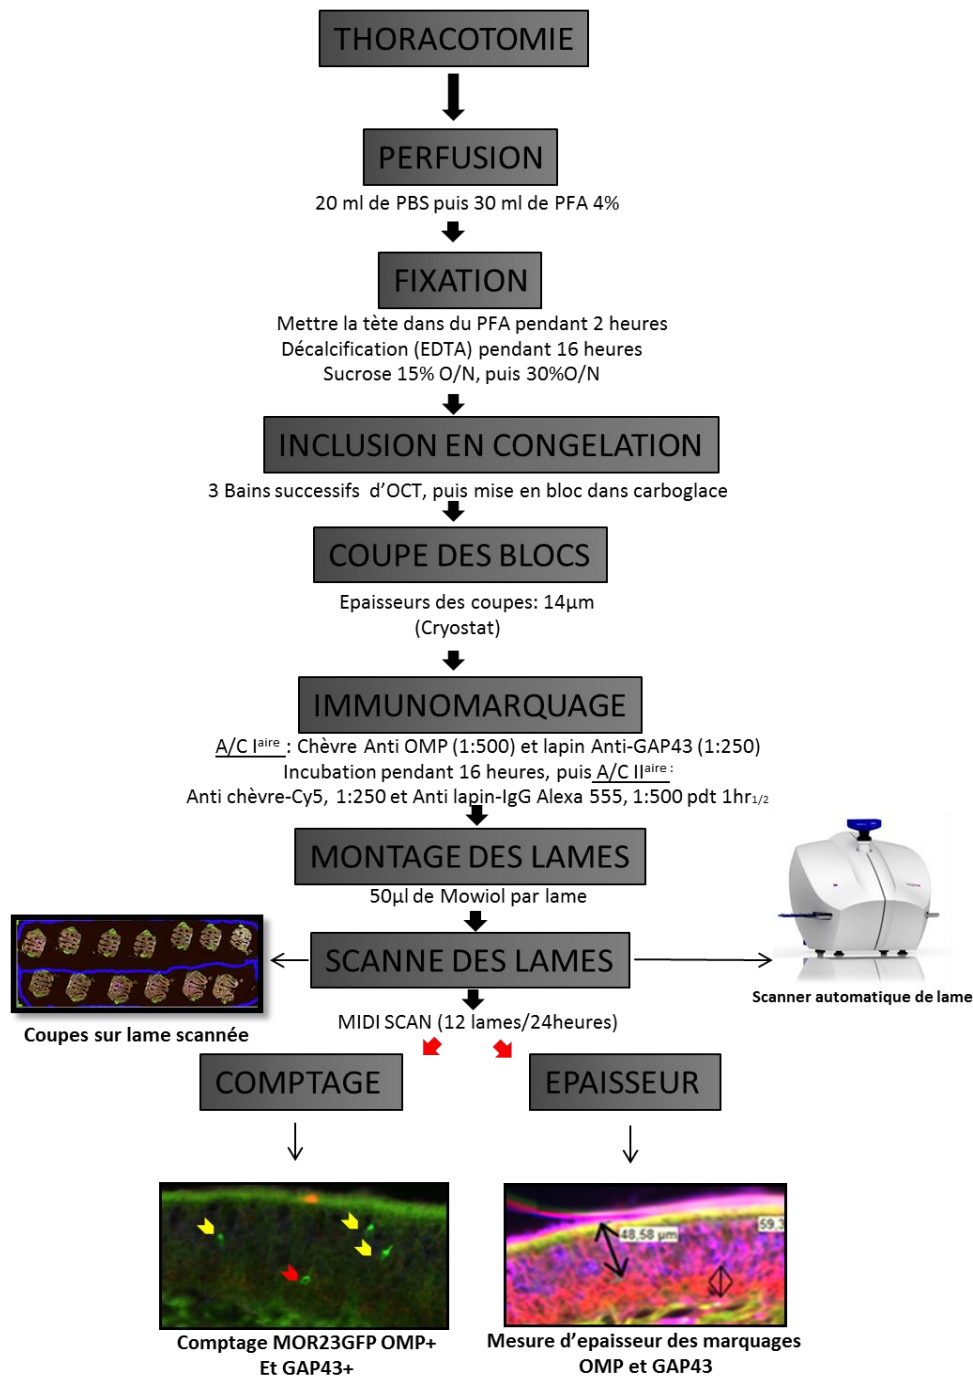 THORACOTOMIE
PERFUSION
20 ml de PBS puis 30 ml de PFA 4%
FIXATION
Mettre la tète dans du PFA pendant 2 heures
Décalcification (EDTA) pendant 16 heures
Sucrose 15% O/N, puis 30%O/N
INCLUSION EN CONGELATION
3 Bains successifs d’OCT, puis mise en bloc dans carboglace
COUPE DES BLOCS
Epaisseurs des coupes: 14µm
(Cryostat)
IMMUNOMARQUAGE
A/C Iaire : Chèvre Anti OMP (1:500) et lapin Anti-GAP43 (1:250)
Incubation pendant 16 heures, puis A/C IIaire :
Anti chèvre-Cy5, 1:250 et Anti lapin-IgG Alexa 555, 1:500 pdt 1hr1/2
MONTAGE DES LAMES
50µl de Mowiol par lame
SCANNE DES LAMES
Scanner automatique de lame
Coupes sur lame scannée
MIDI SCAN (12 lames/24heures)
COMPTAGE
EPAISSEUR
48,58 µm
59,3
Comptage MOR23GFP OMP+
Et GAP43+
Mesure d’epaisseur des marquages
OMP et GAP43